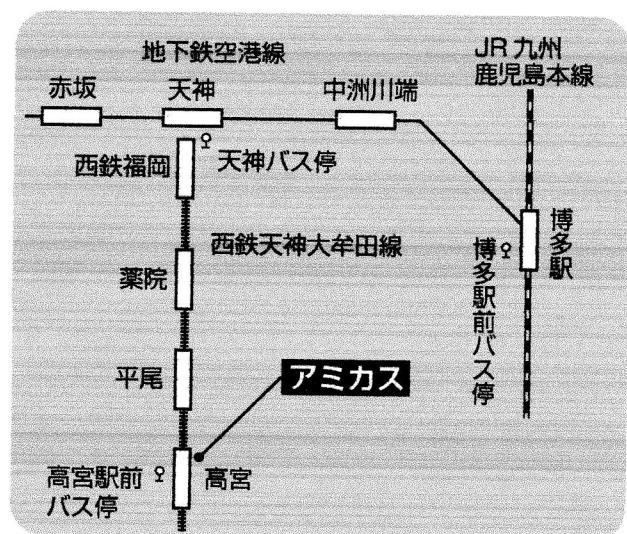 地下鉄空港線
JR九州
鹿児島本線
赤坂
天神
中洲川端
西鉄福岡
天神バス停
博多駅
博多駅前バス停
西鉄天神大牟田線
薬院
平尾
アミカス
高宮駅前
バス停
高宮